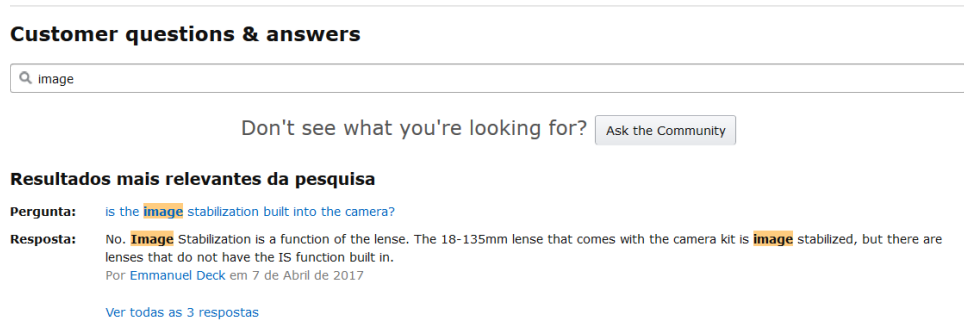 Customer questions & answers
image
Don't see what you're looking for? Ask the Community
Resultados mais relevantes da pesquisa
Pergunta: is the image stabilization built into the camera?
Resposta: No. Image Stabilization is a function of the lense. The 18-135mm lense that comes with the camera kit is image stabilized, but there are
lenses that do not have the IS function built in.
Por Emmanuel Deck em 7 de Abril de 2017
Ver todas as 3 respostas